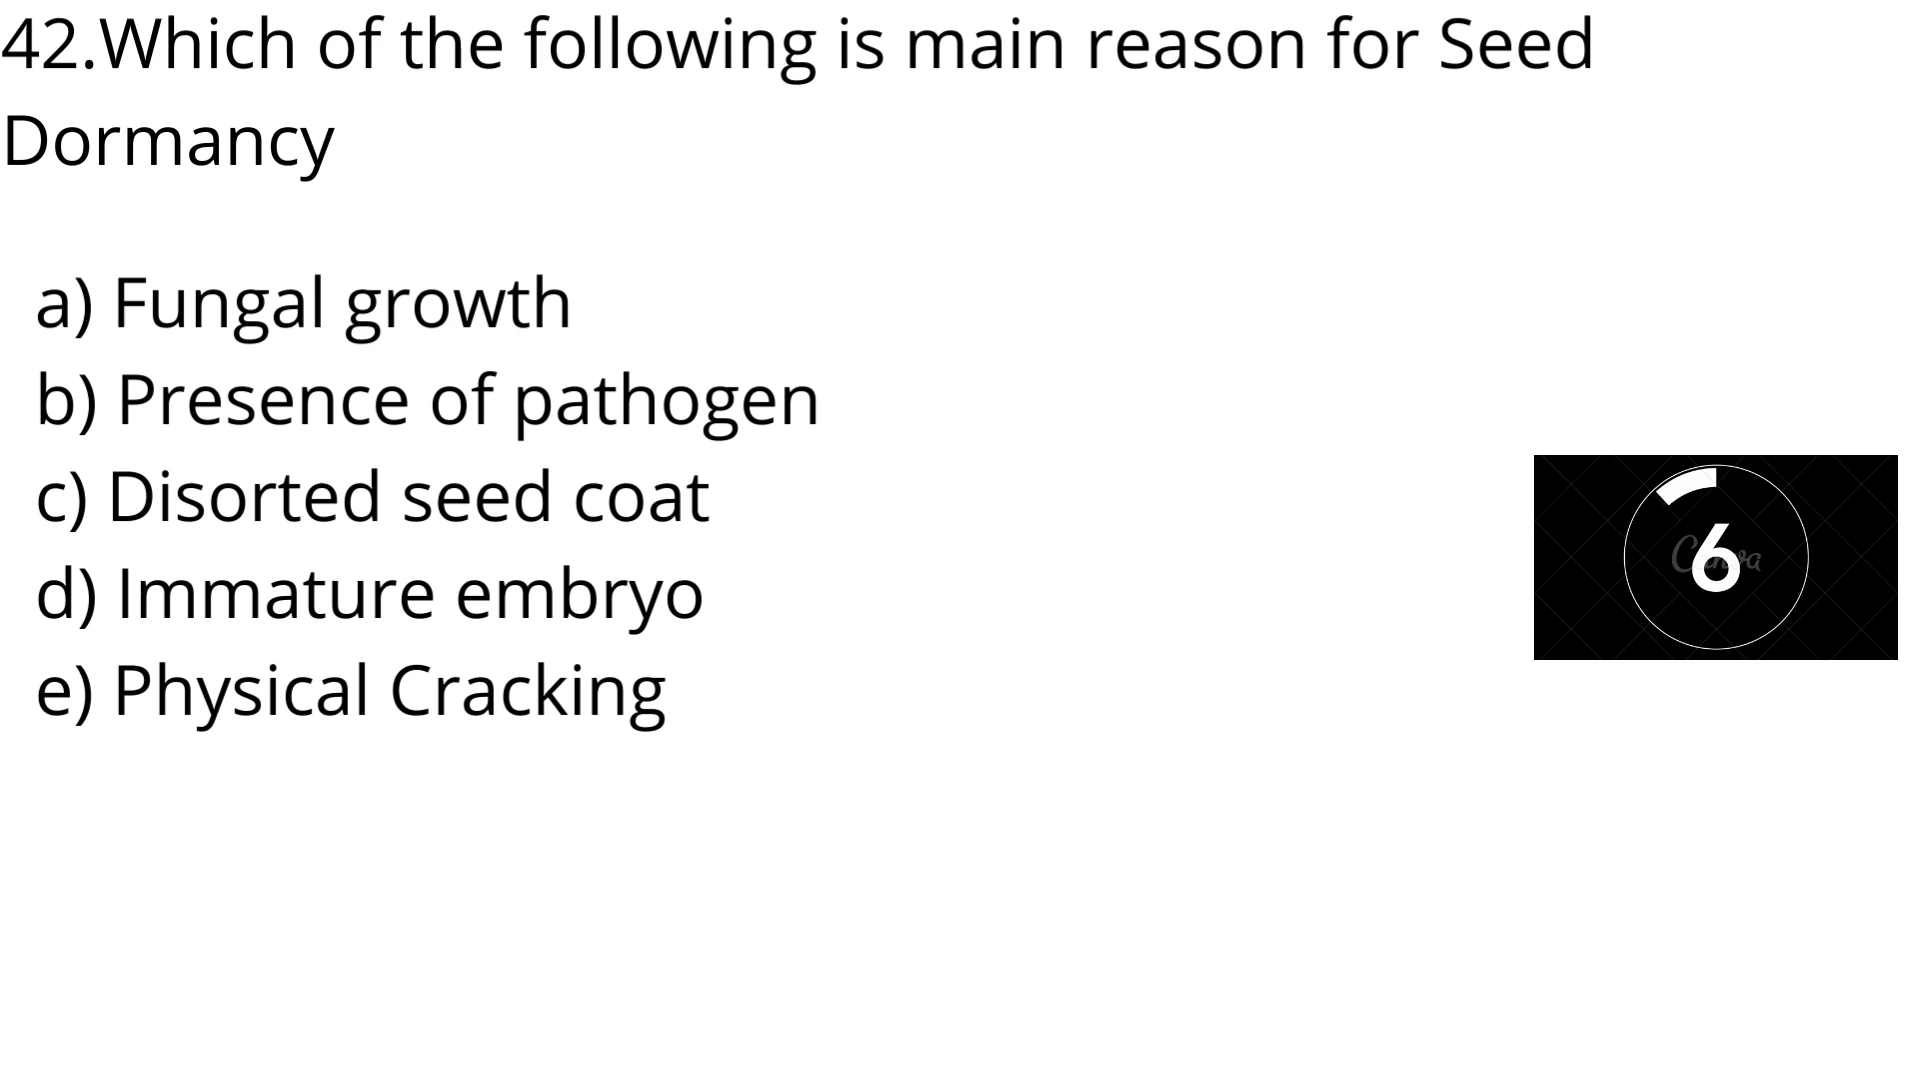 42.Which of the following is main reason for Seed
Dormancy
a) Fungal growth
b) Presence of pathogen
c) Disorted seed coat
d) Immature embryo
e) Physical Cracking
6
Canva